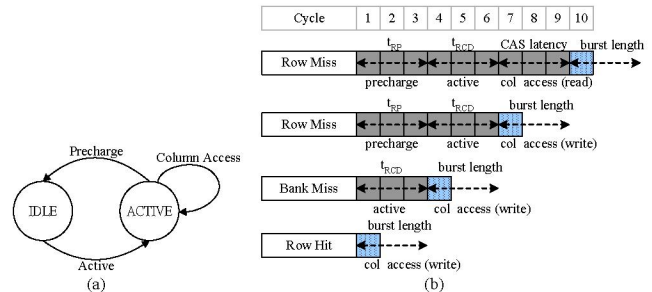 Cycle 1 2 3 4 5 6 7 8 9 10
tRP tRCD CAS latency burst length
Row Miss
precharge active col access (read)
tRP tRCD burst length
Row Miss
precharge active col access (write)
tRCD burst length
Bank Miss
active col access (write)
burst length
Row Hit
col access (write)
(b)
Precharge
Column Access
IDLE ACTIVE
Active
(a)